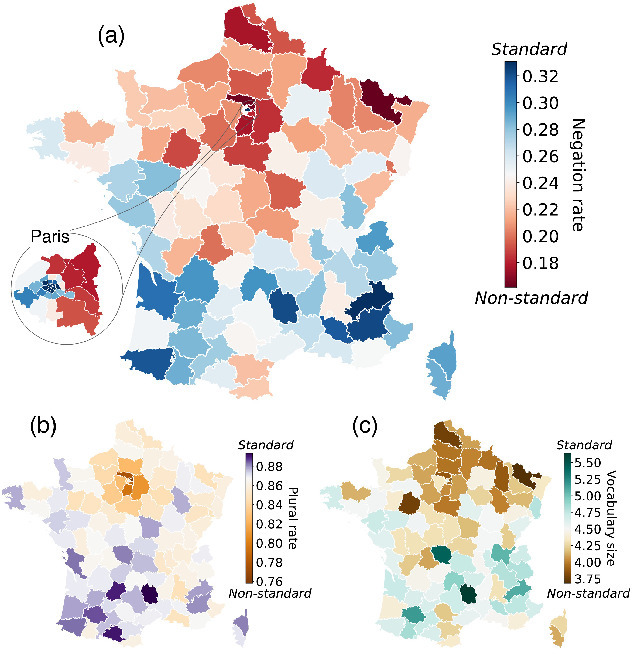 (a)
Standard
0.32
0.30
0.28
0.26
0.24
0.22
0.20
0.18
Negation rate
Non-standard
Paris
(b)
Standard
0.88
0.86
0.84
0.82
0.80
0.78
0.76
Plural rate
Non-standard
(c)
Standard
5.50
5.25
5.00
4.75
4.50
4.25
4.00
3.75
Vocabulary size
Non-standard